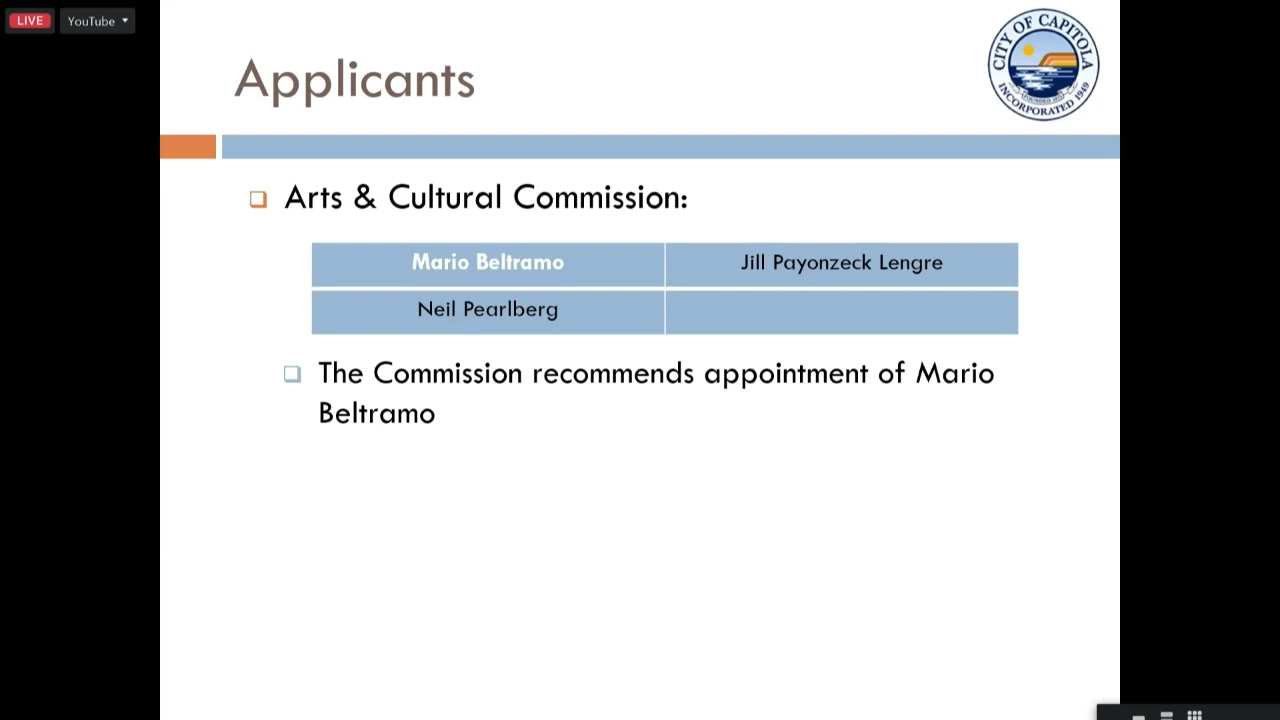 LIVE
YouTube
CITY OF CAPITOLA
INCORPORATED 1949
Applicants
Arts & Cultural Commission:
Mario Beltramo
Jill Payonzeck Lengre
Neil Pearlberg
The Commission recommends appointment of Mario
Beltramo